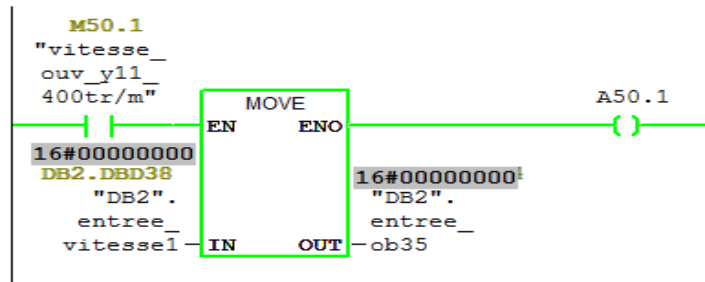 M50.1
"vitesse_
ouv_y11_
400tr/m"
MOVE
A50.1
EN ENO
16#00000000
DB2.DBD38
"DB2".
entree_
vitesse1
IN OUT
16#00000000
"DB2".
entree_
ob35